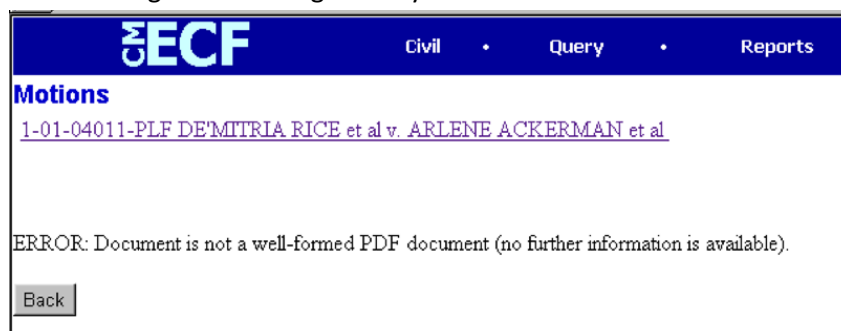 CM ECF Civil • Query • Reports
Motions
1-01-04011-PLF DE'MITRIA RICE et al v. ARLENE ACKERMAN et al
ERROR: Document is not a well-formed PDF document (no further information is available).
Back